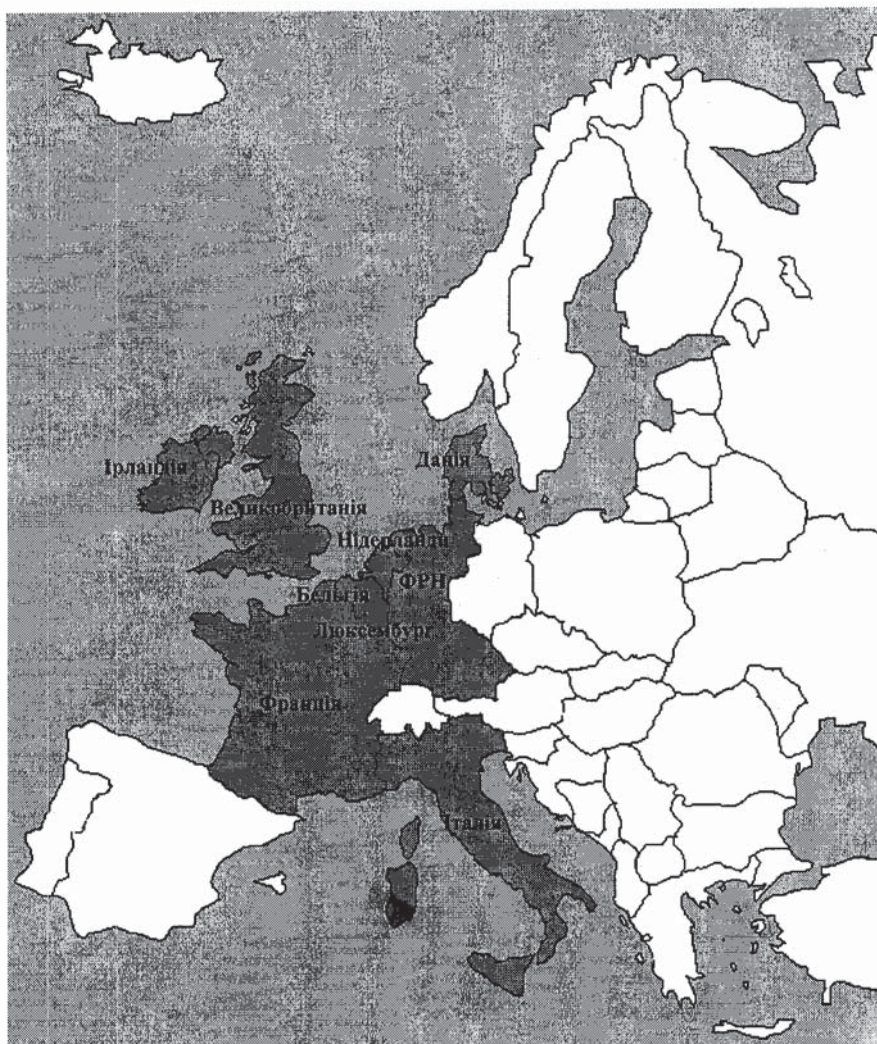 Ірландія
Данія
Великобританія
Нідерланди
ФРН
Бельгія
Люксембург
Франція
Італія